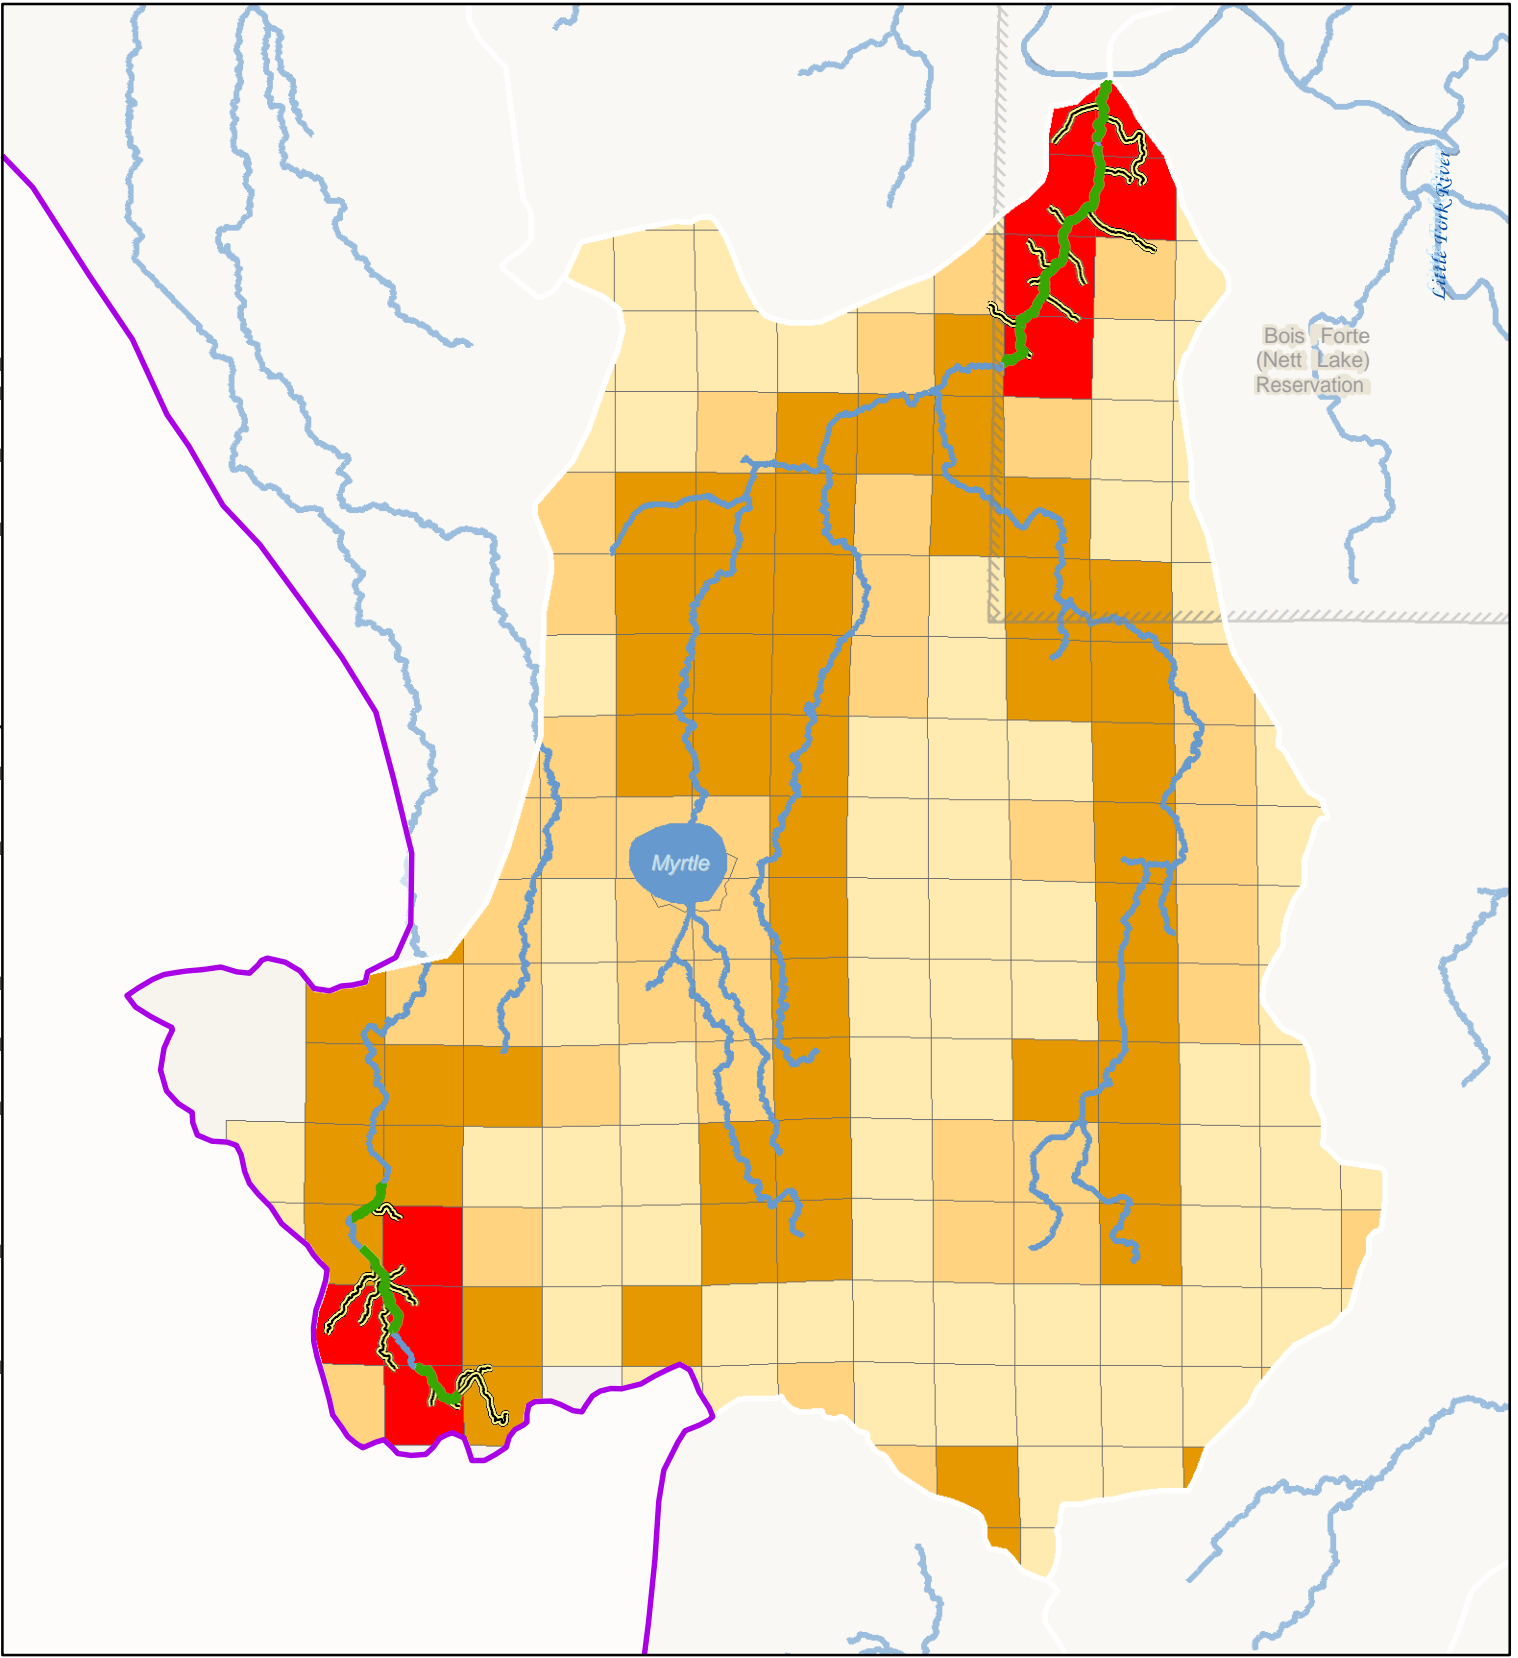 Little Fork River
Bois Forte
(Nett Lake)
Reservation
Myrtle